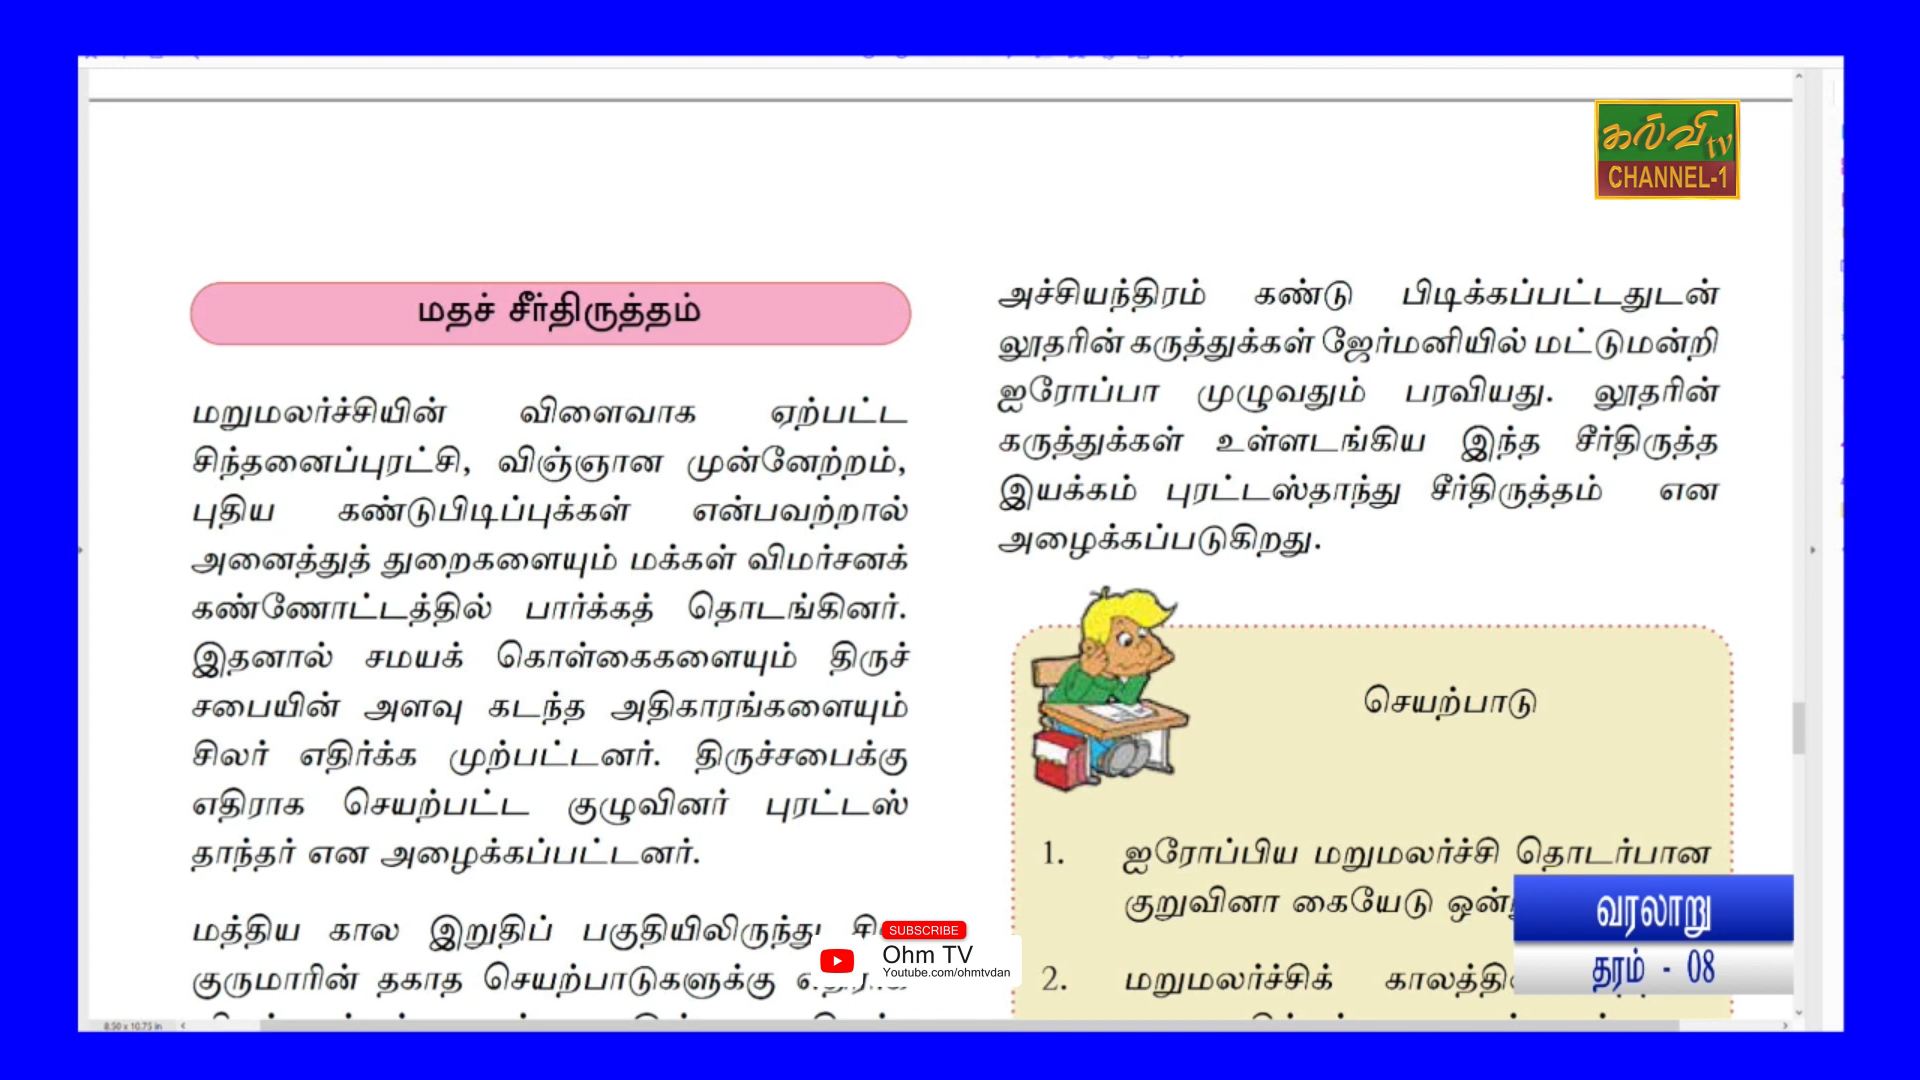 கல்வி tv
CHANNEL-1
மதச் சீர்திருத்தம்
மறுமலர்ச்சியின் விளைவாக ஏற்பட்ட
சிந்தனைப்புரட்சி, விஞ்ஞான முன்னேற்றம்,
புதிய கண்டுபிடிப்புக்கள் என்பவற்றால்
அனைத்துத் துறைகளையும் மக்கள் விமர்சனக்
கண்ணோட்டத்தில் பார்க்கத் தொடங்கினர்.
இதனால் சமயக் கொள்கைகளையும் திருச்
சபையின் அளவு கடந்த அதிகாரங்களையும்
சிலர் எதிர்க்க முற்பட்டனர். திருச்சபைக்கு
எதிராக செயற்பட்ட குழுவினர் புரட்டஸ்
தாந்தர் என அழைக்கப்பட்டனர்.
மத்திய கால இறுதிப் பகுதியிலிருந்து
குருமாரின் தகாத செயற்பாடுகளுக்கு
அச்சியந்திரம் கண்டு பிடிக்கப்பட்டதுடன்
லூதரின் கருத்துக்கள் ஜேர்மனியில் மட்டுமன்றி
ஐரோப்பா முழுவதும் பரவியது. லூதரின்
கருத்துக்கள் உள்ளடங்கிய இந்த சீர்திருத்த
இயக்கம் புரட்டஸ்தாந்து சீர்திருத்தம் என
அழைக்கப்படுகிறது.
செயற்பாடு
1. ஐரோப்பிய மறுமலர்ச்சி தொடர்பான
குறுவினா கையேடு
2. மறுமலர்ச்சிக்
வரலாறு
தரம் - 08
SUBSCRIBE
Ohm TV
Youtube.com/ohmtvdan
8.50 x 10.75 in